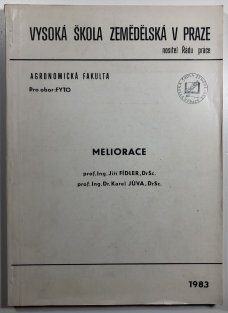 VYSOKÁ ŠKOLA ZEMĚDĚLSKÁ V PRAZE
nositel Řádu práce
AGRONOMICKÁ FAKULTA
Pro obor: FYTO
MELIORACE
prof. Ing. Jiří FÍDLER, DrSc.
prof. Ing. Dr. Karel JŮVA, DrSc.
1983